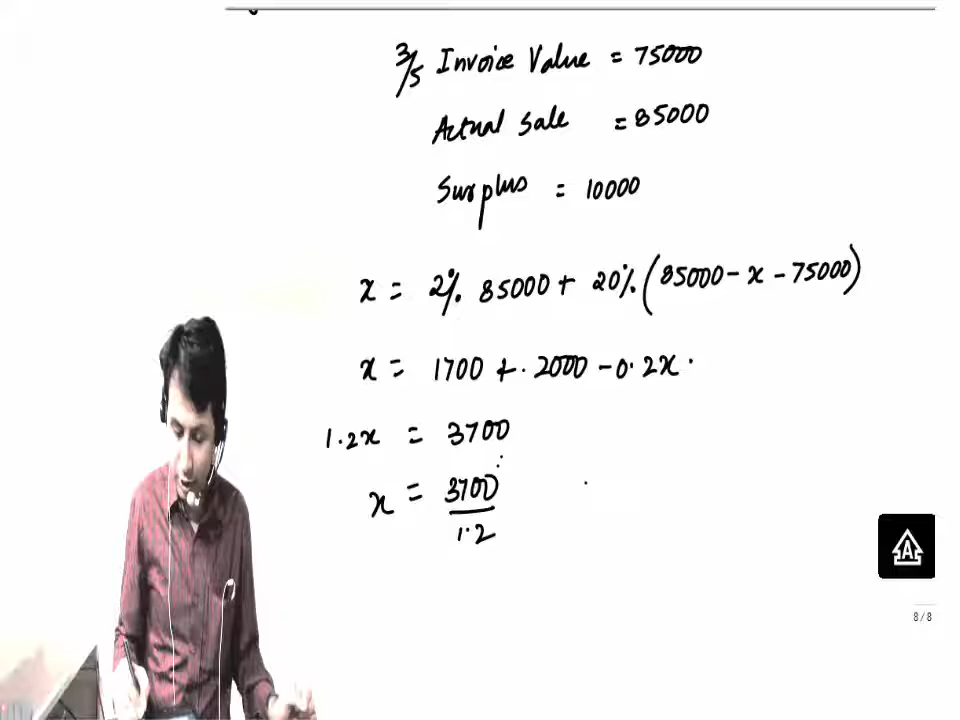 3/5 Invoice Value = 75000
Actual Sale = 85000
Surplus = 10000
x = 2% 85000 + 20% (85000 - x - 75000)
x = 1700 + 2000 - 0.2x
1.2x = 3700
x = 3700/1.2
A
8/8